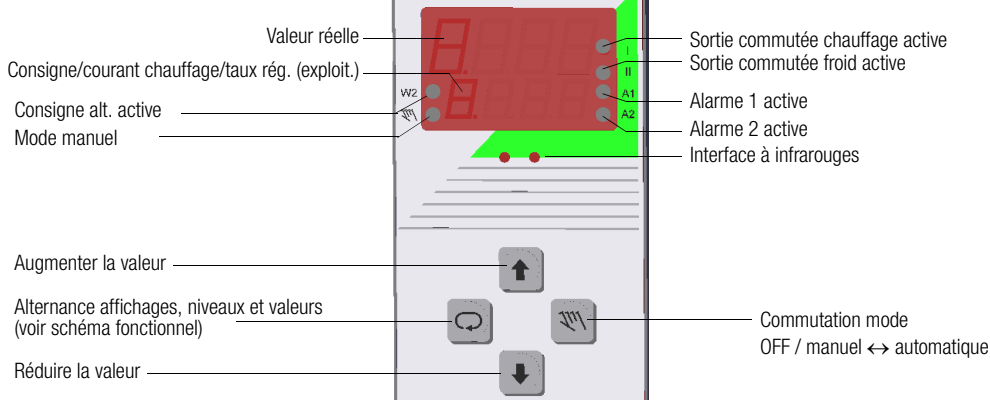 Valeur réelle
Consigne/courant chauffage/taux rég. (exploit.)
W2
Consigne alt. active
Mode manuel
I
II
A1
A2
Sortie commutée chauffage active
Sortie commutée froid active
Alarme 1 active
Alarme 2 active
Interface à infrarouges
Augmenter la valeur
Alternance affichages, niveaux et valeurs
(voir schéma fonctionnel)
Réduire la valeur
Commutation mode
OFF / manuel ↔ automatique